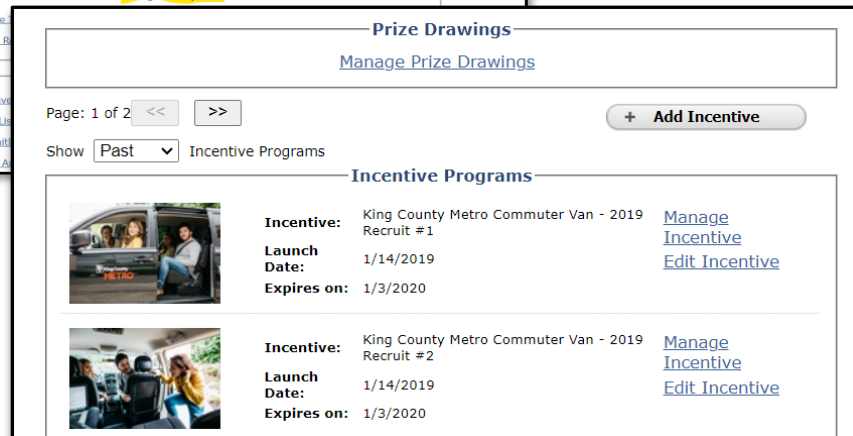 Prize Drawings
Manage Prize Drawings
Page: 1 of 2 << >>
+ Add Incentive
Show Past Incentive Programs
Incentive Programs
Incentive: King County Metro Commuter Van - 2019
Recruit #1
Launch
Date: 1/14/2019
Expires on: 1/3/2020
Manage
Incentive
Edit Incentive
King County
METRO
Incentive: King County Metro Commuter Van - 2019
Recruit #2
Launch
Date: 1/14/2019
Expires on: 1/3/2020
Manage
Incentive
Edit Incentive